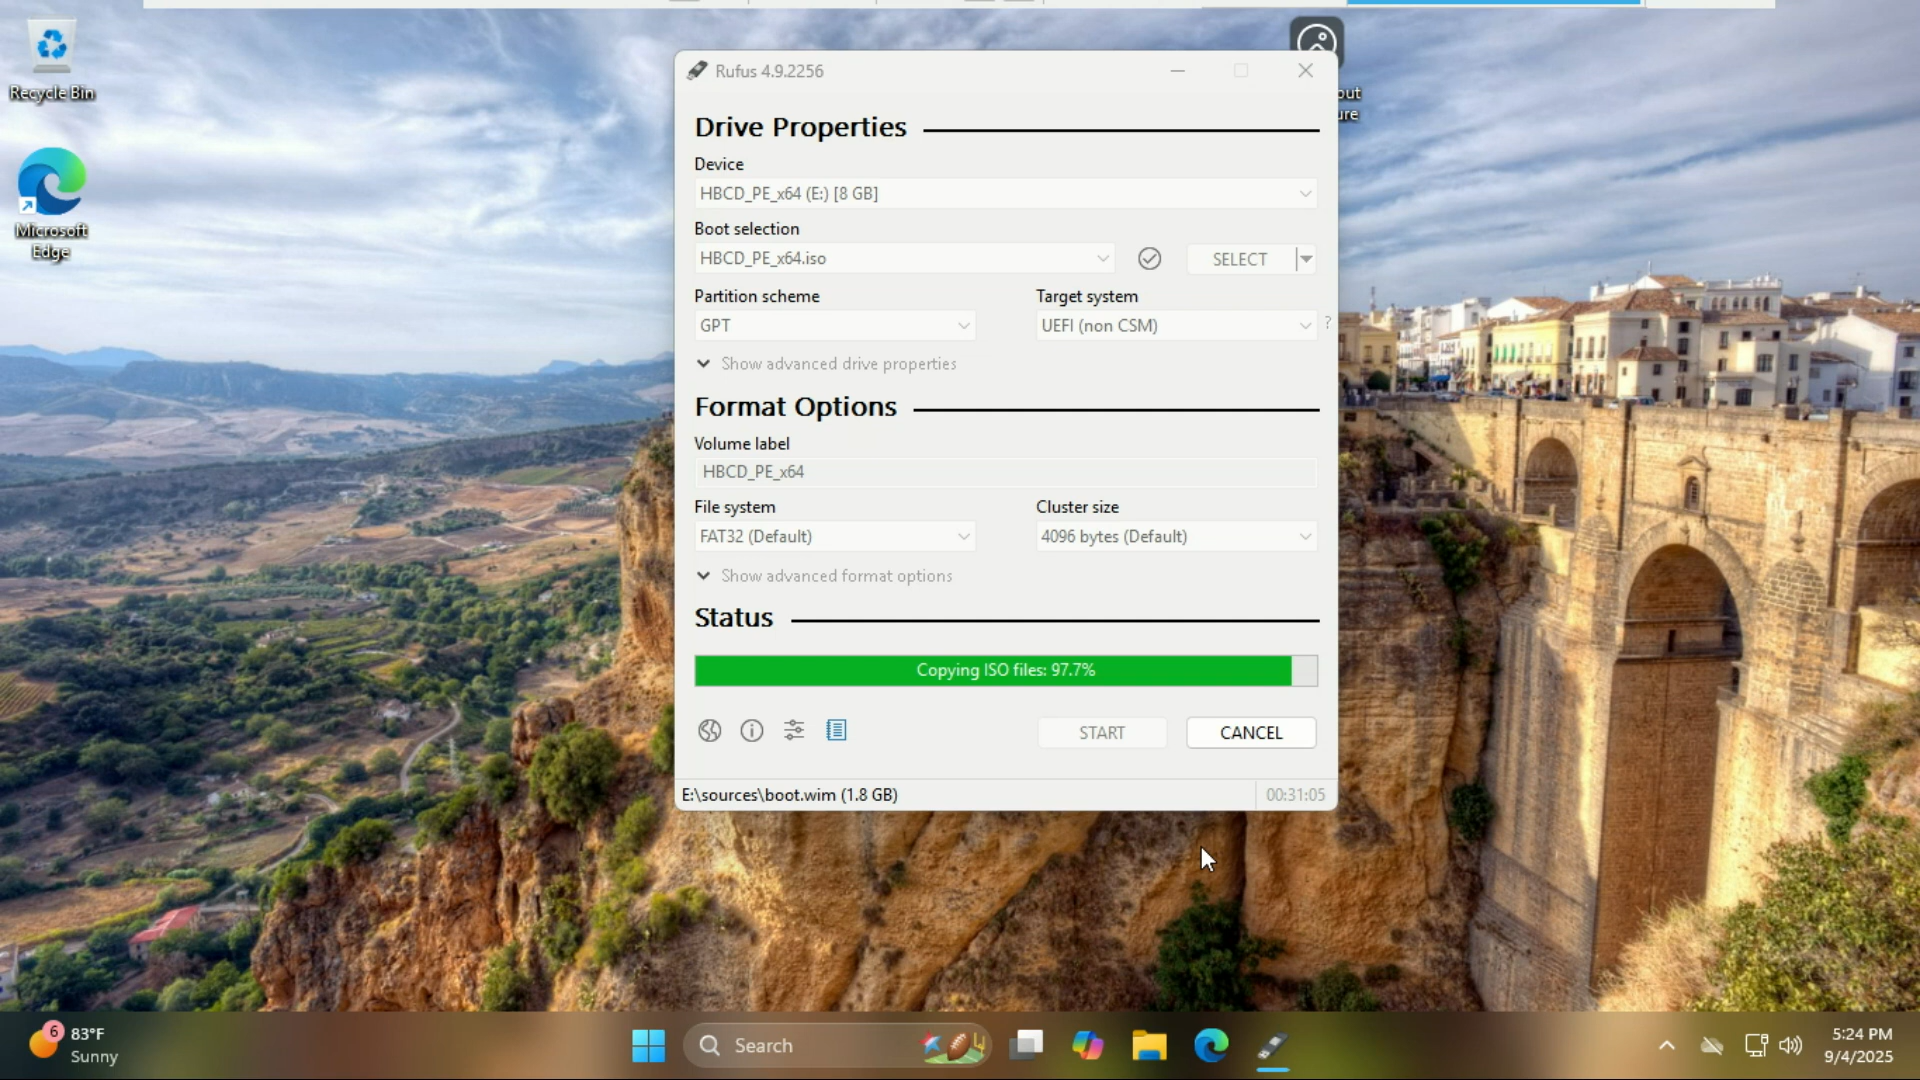 Recycle Bin
Microsoft
Edge
out
ure
Rufus 4.9.2256
Drive Properties
Device
HBCD_PE_x64 (E:) [8 GB]
Boot selection
HBCD_PE_x64.iso
SELECT
Partition scheme
Target system
GPT
UEFI (non CSM)
?
Show advanced drive properties
Format Options
Volume label
HBCD_PE_x64
File system
Cluster size
FAT32 (Default)
4096 bytes (Default)
Show advanced format options
Status
Copying ISO files: 97.7%
START
CANCEL
E:\sources\boot.wim (1.8 GB)
00:31:05
6
83°F
Sunny
Search
5:24 PM
9/4/2025